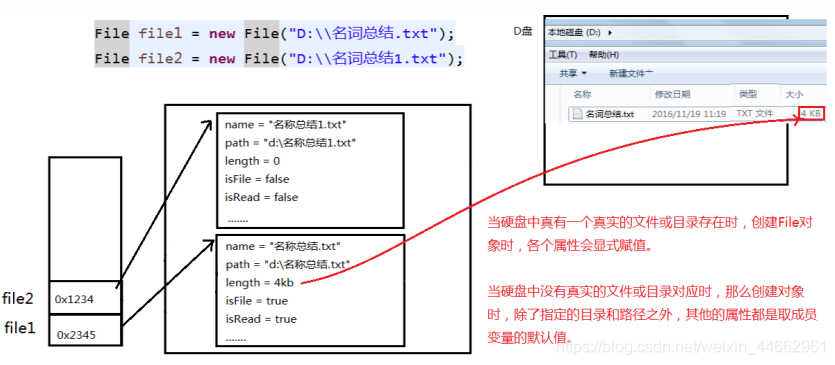 File file1 = new File("D:\\名词总结.txt");
File file2 = new File("D:\\名词总结1.txt");
D盘
本地磁盘 (D:)
工具(T) 帮助(H)
共享 新建文件
名称 修改日期 类型 大小
名词总结.txt 2016/11/19 11:19 TXT 文件 4 KB
name = "名称总结1.txt"
path = "d:\名称总结1.txt"
length = 0
isFile = false
isRead = false
.......
name = "名称总结.txt"
path = "d:\名称总结.txt"
length = 4kb
isFile = true
isRead = true
.......
file2 0x1234
file1 0x2345
当硬盘中真有一个真实的文件或目录存在时，创建File对
象时，各个属性会显式赋值。
当硬盘中没有真实的文件或目录对应时，那么创建对象
时，除了指定的目录和路径之外，其他的属性都是取成员
变量的默认值。
https://blog.csdn.net/weixin_44662961